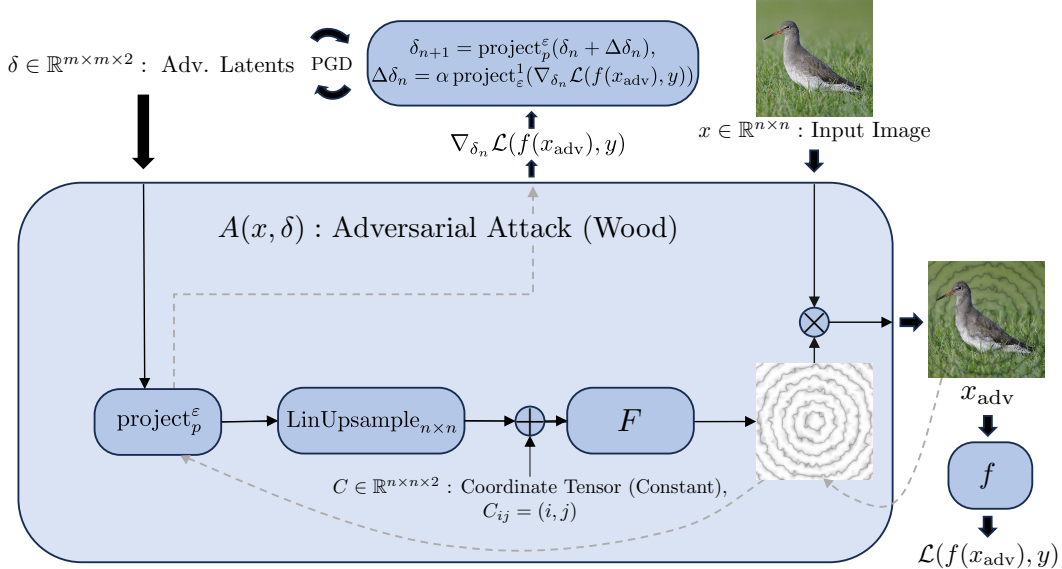 δ ∈ ℝ^{m×m×2} : Adv. Latents
PGD
δ_{n+1} = project_p^ε(δ_n + Δδ_n),
Δδ_n = α project_ε^1(∇_{δ_n} ℒ(f(x_adv), y))
∇_{δ_n} ℒ(f(x_adv), y)
x ∈ ℝ^{n×n} : Input Image
A(x, δ) : Adversarial Attack (Wood)
project_p^ε
LinUpsample_{n×n}
F
C ∈ ℝ^{n×n×2} : Coordinate Tensor (Constant),
C_{ij} = (i, j)
x_adv
f
ℒ(f(x_adv), y)